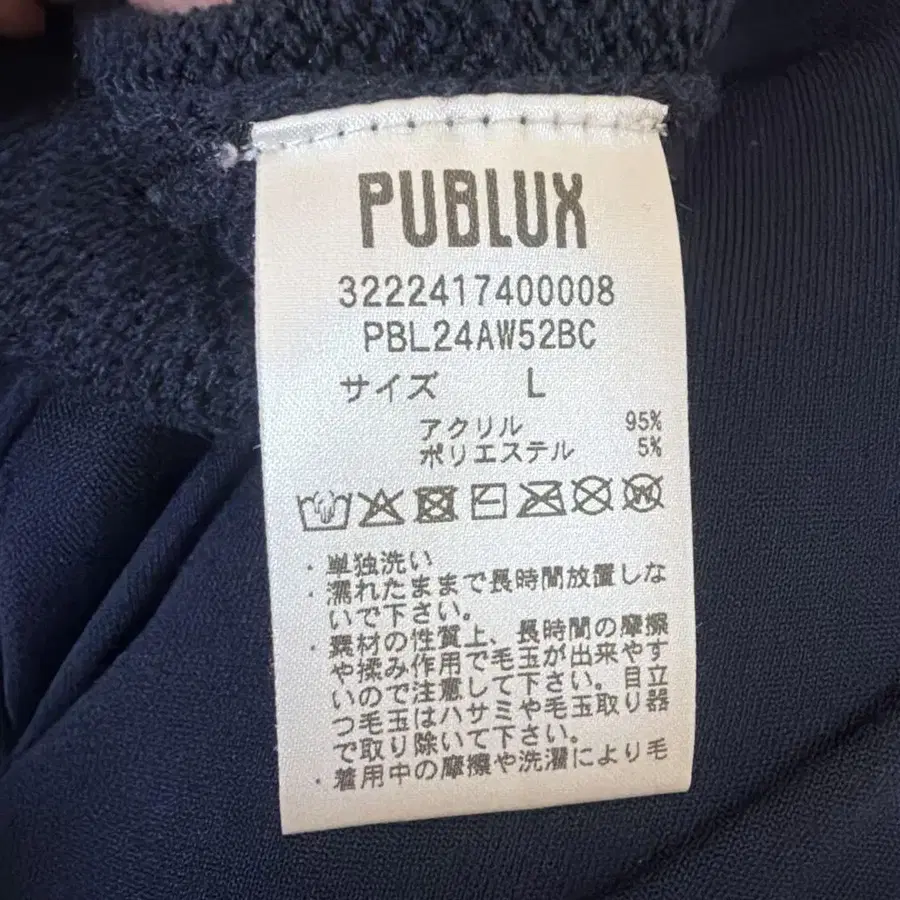 PUBLUX
3222417400008
PBL24AW52BC
サイズ L
アクリル 95%
ポリエステル 5%
・単独洗い
・濡れたままで長時間放置しな
いで下さい。
・素材の性質上、長時間の摩擦
や揉み作用で毛玉が出来やす
いので注意して下さい。目立
つ毛玉はハサミや毛玉取り器
で取り除いて下さい。
・着用中の摩擦や洗濯により毛